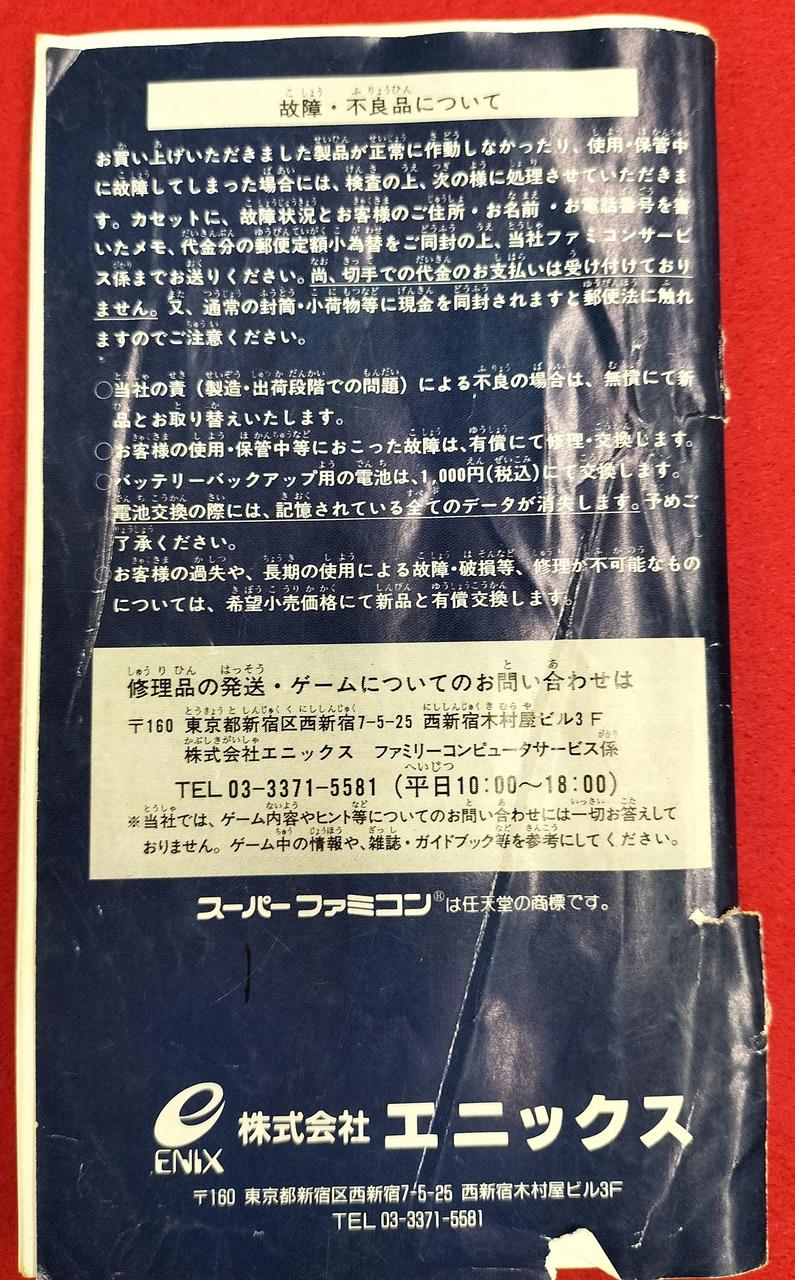 故障・不良品について
お買い上げいただきました製品が正常に作動しなかったり、使用・保管中
に故障してしまった場合には、検査の上、次の様に処理させていただきま
す。カセットに、故障状況とお客様のご住所・お名前・お電話番号を書
いたメモ、代金分の郵便定額小為替をご同封の上、当社ファミコンサービ
ス係までお送りください。尚、切手での代金のお支払いは受け付けており
ません。又、通常の封筒・小荷物等に現金を同封されますと郵便法に触れ
ますのでご注意ください。
○当社の責（製造・出荷段階での問題）による不良の場合は、無償にて新
品とお取り替えいたします。
○お客様の使用・保管中等におこった故障は、有償にて修理・交換します。
○バッテリーバックアップ用の電池は、1,000円(税込)にて交換します。
電池交換の際には、記憶されている全てのデータが消失します。予めご
了承ください。
○お客様の過失や、長期の使用による故障・破損等、修理が不可能なもの
については、希望小売価格にて新品と有償交換します。
修理品の発送・ゲームについてのお問い合わせは
〒160 東京都新宿区西新宿7-5-25 西新宿木村屋ビル3F
株式会社エニックス ファミリーコンピュータサービス係
TEL 03-3371-5581（平日10:00〜18:00）
※当社では、ゲーム内容やヒント等についてのお問い合わせには一切お答えして
おりません。ゲーム中の情報や、雑誌・ガイドブック等を参考にしてください。
スーパーファミコン®は任天堂の商標です。
ENIX 株式会社 エニックス
〒160 東京都新宿区西新宿7-5-25 西新宿木村屋ビル3F
TEL 03-3371-5581